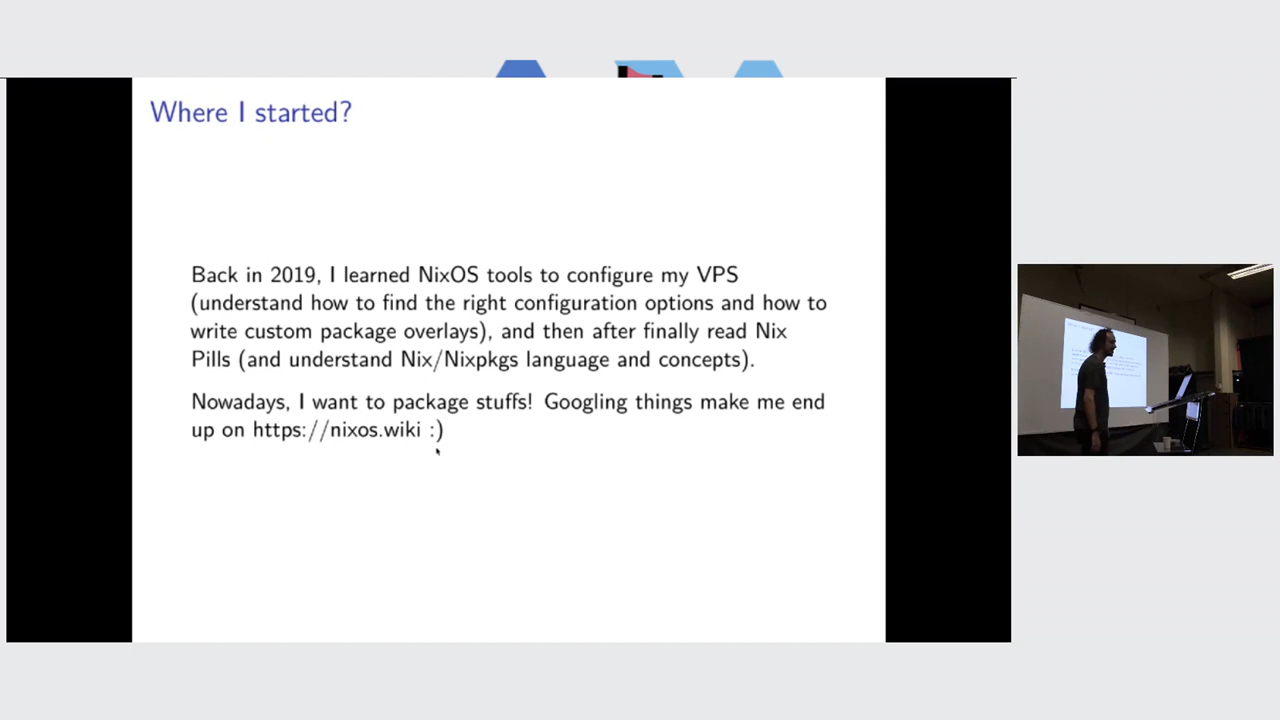 Where I started?
Back in 2019, I learned NixOS tools to configure my VPS
(understand how to find the right configuration options and how to
write custom package overlays), and then after finally read Nix
Pills (and understand Nix/Nixpkgs language and concepts).
Nowadays, I want to package stuffs! Googling things make me end
up on https://nixos.wiki :)